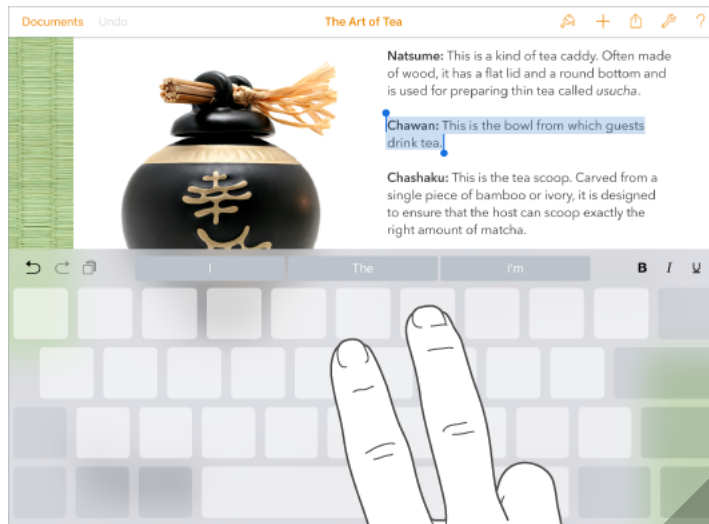 Documents Undo The Art of Tea ?
Natsume: This is a kind of tea caddy. Often made
of wood, it has a flat lid and a round bottom and
is used for preparing thin tea called usucha.
Chawan: This is the bowl from which guests
drink tea.
Chashaku: This is the tea scoop. Carved from a
single piece of bamboo or ivory, it is designed
to ensure that the host can scoop exactly the
right amount of matcha.
幸
I The I'm B I U